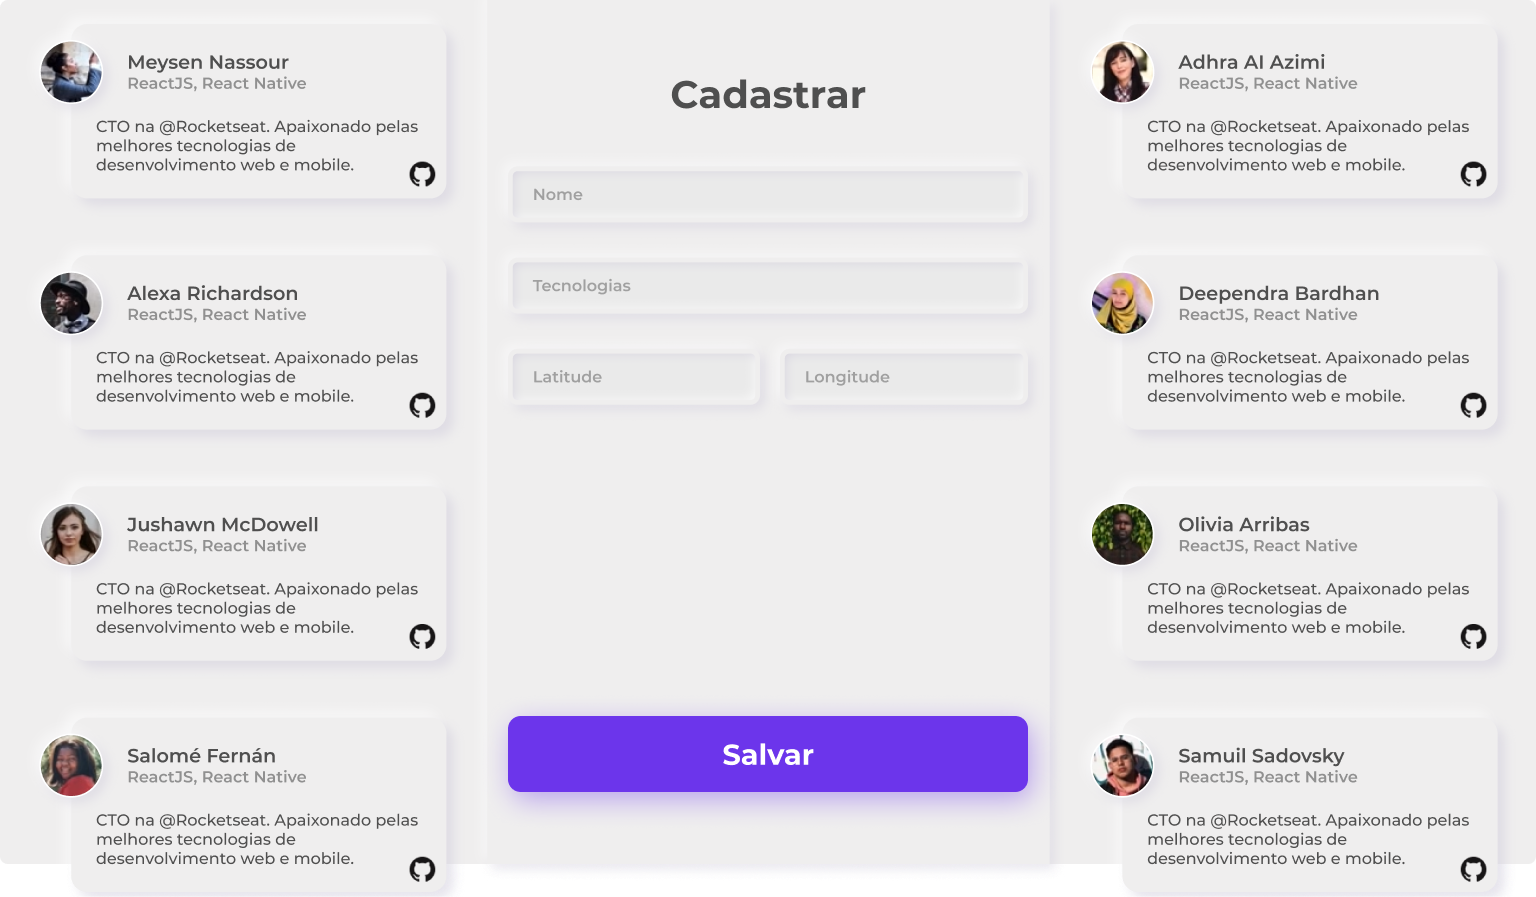 Meysen Nassour
ReactJS, React Native
CTO na @Rocketseat. Apaixonado pelas
melhores tecnologias de
desenvolvimento web e mobile.
Alexa Richardson
ReactJS, React Native
CTO na @Rocketseat. Apaixonado pelas
melhores tecnologias de
desenvolvimento web e mobile.
Jushawn McDowell
ReactJS, React Native
CTO na @Rocketseat. Apaixonado pelas
melhores tecnologias de
desenvolvimento web e mobile.
Salomé Fernán
ReactJS, React Native
CTO na @Rocketseat. Apaixonado pelas
melhores tecnologias de
desenvolvimento web e mobile.
Cadastrar
Nome
Tecnologias
Latitude
Longitude
Salvar
Adhra Al Azimi
ReactJS, React Native
CTO na @Rocketseat. Apaixonado pelas
melhores tecnologias de
desenvolvimento web e mobile.
Deependra Bardhan
ReactJS, React Native
CTO na @Rocketseat. Apaixonado pelas
melhores tecnologias de
desenvolvimento web e mobile.
Olivia Arribas
ReactJS, React Native
CTO na @Rocketseat. Apaixonado pelas
melhores tecnologias de
desenvolvimento web e mobile.
Samuil Sadovsky
ReactJS, React Native
CTO na @Rocketseat. Apaixonado pelas
melhores tecnologias de
desenvolvimento web e mobile.